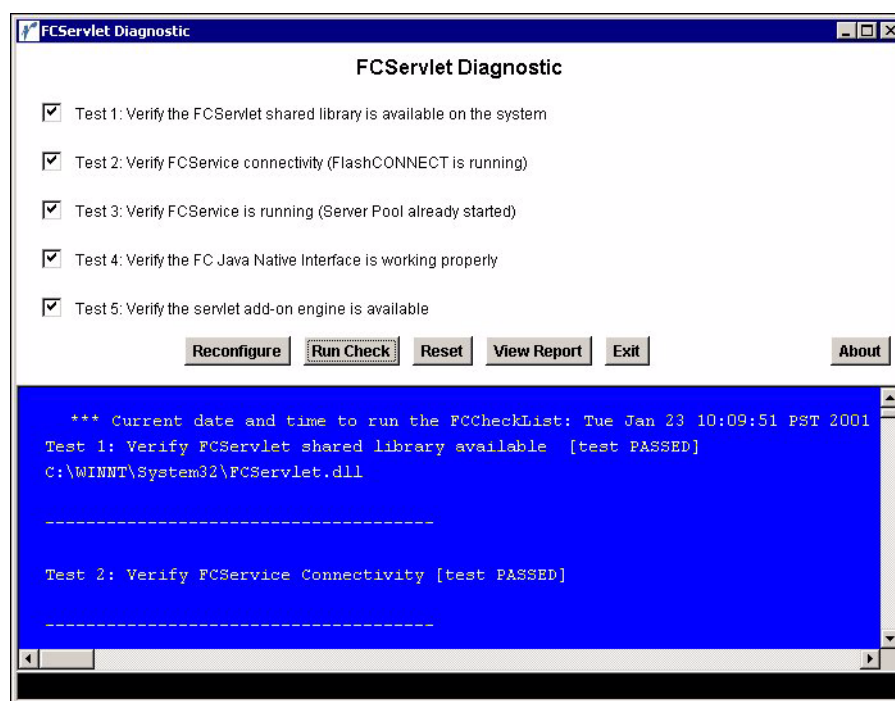 FCServlet Diagnostic
FCServlet Diagnostic
Test 1: Verify the FCServlet shared library is available on the system
Test 2: Verify FCService connectivity (FlashCONNECT is running)
Test 3: Verify FCService is running (Server Pool already started)
Test 4: Verify the FC Java Native Interface is working properly
Test 5: Verify the servlet add-on engine is available
Reconfigure Run Check Reset View Report Exit About
*** Current date and time to run the FCCheckList: Tue Jan 23 10:09:51 PST 2001
Test 1: Verify FCServlet shared library available [test PASSED]
C:\WINNT\System32\FCServlet.dll
--------------------------------------
Test 2: Verify FCService Connectivity [test PASSED]
--------------------------------------